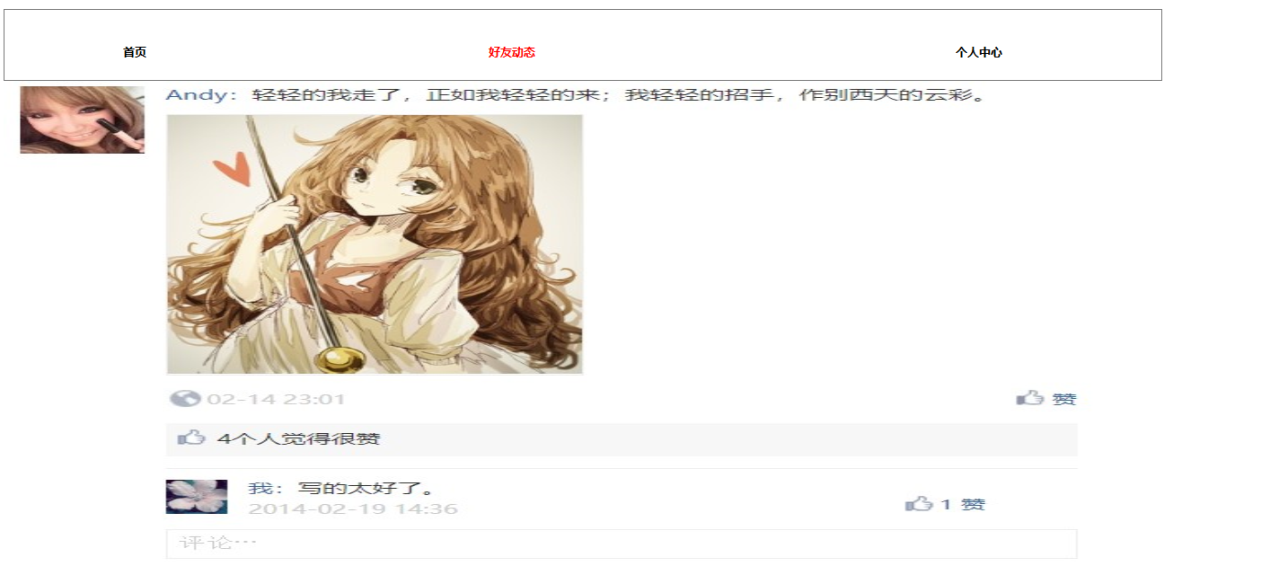 首页 好友动态 个人中心
Andy：轻轻的我走了，正如我轻轻的来；我轻轻的招手，作别西天的云彩。
02-14 23:01 赞
4个人觉得很赞
我：写的太好了。
2014-02-19 14:36 1 赞
评论…